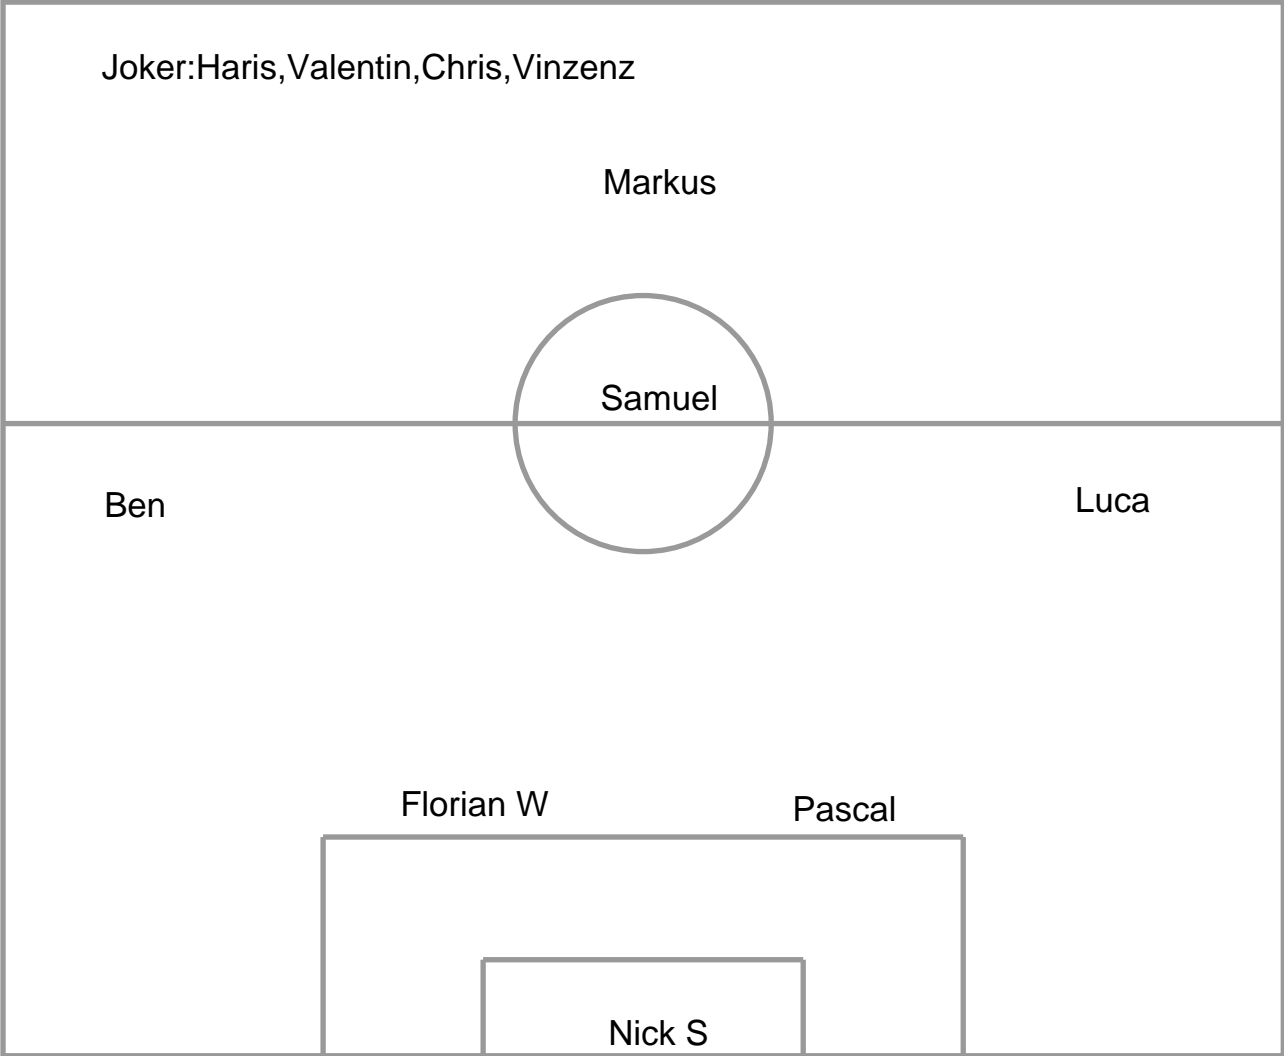 Joker:Haris,Valentin,Chris,Vinzenz
Markus
Samuel
Ben
Luca
Florian W
Pascal
Nick S